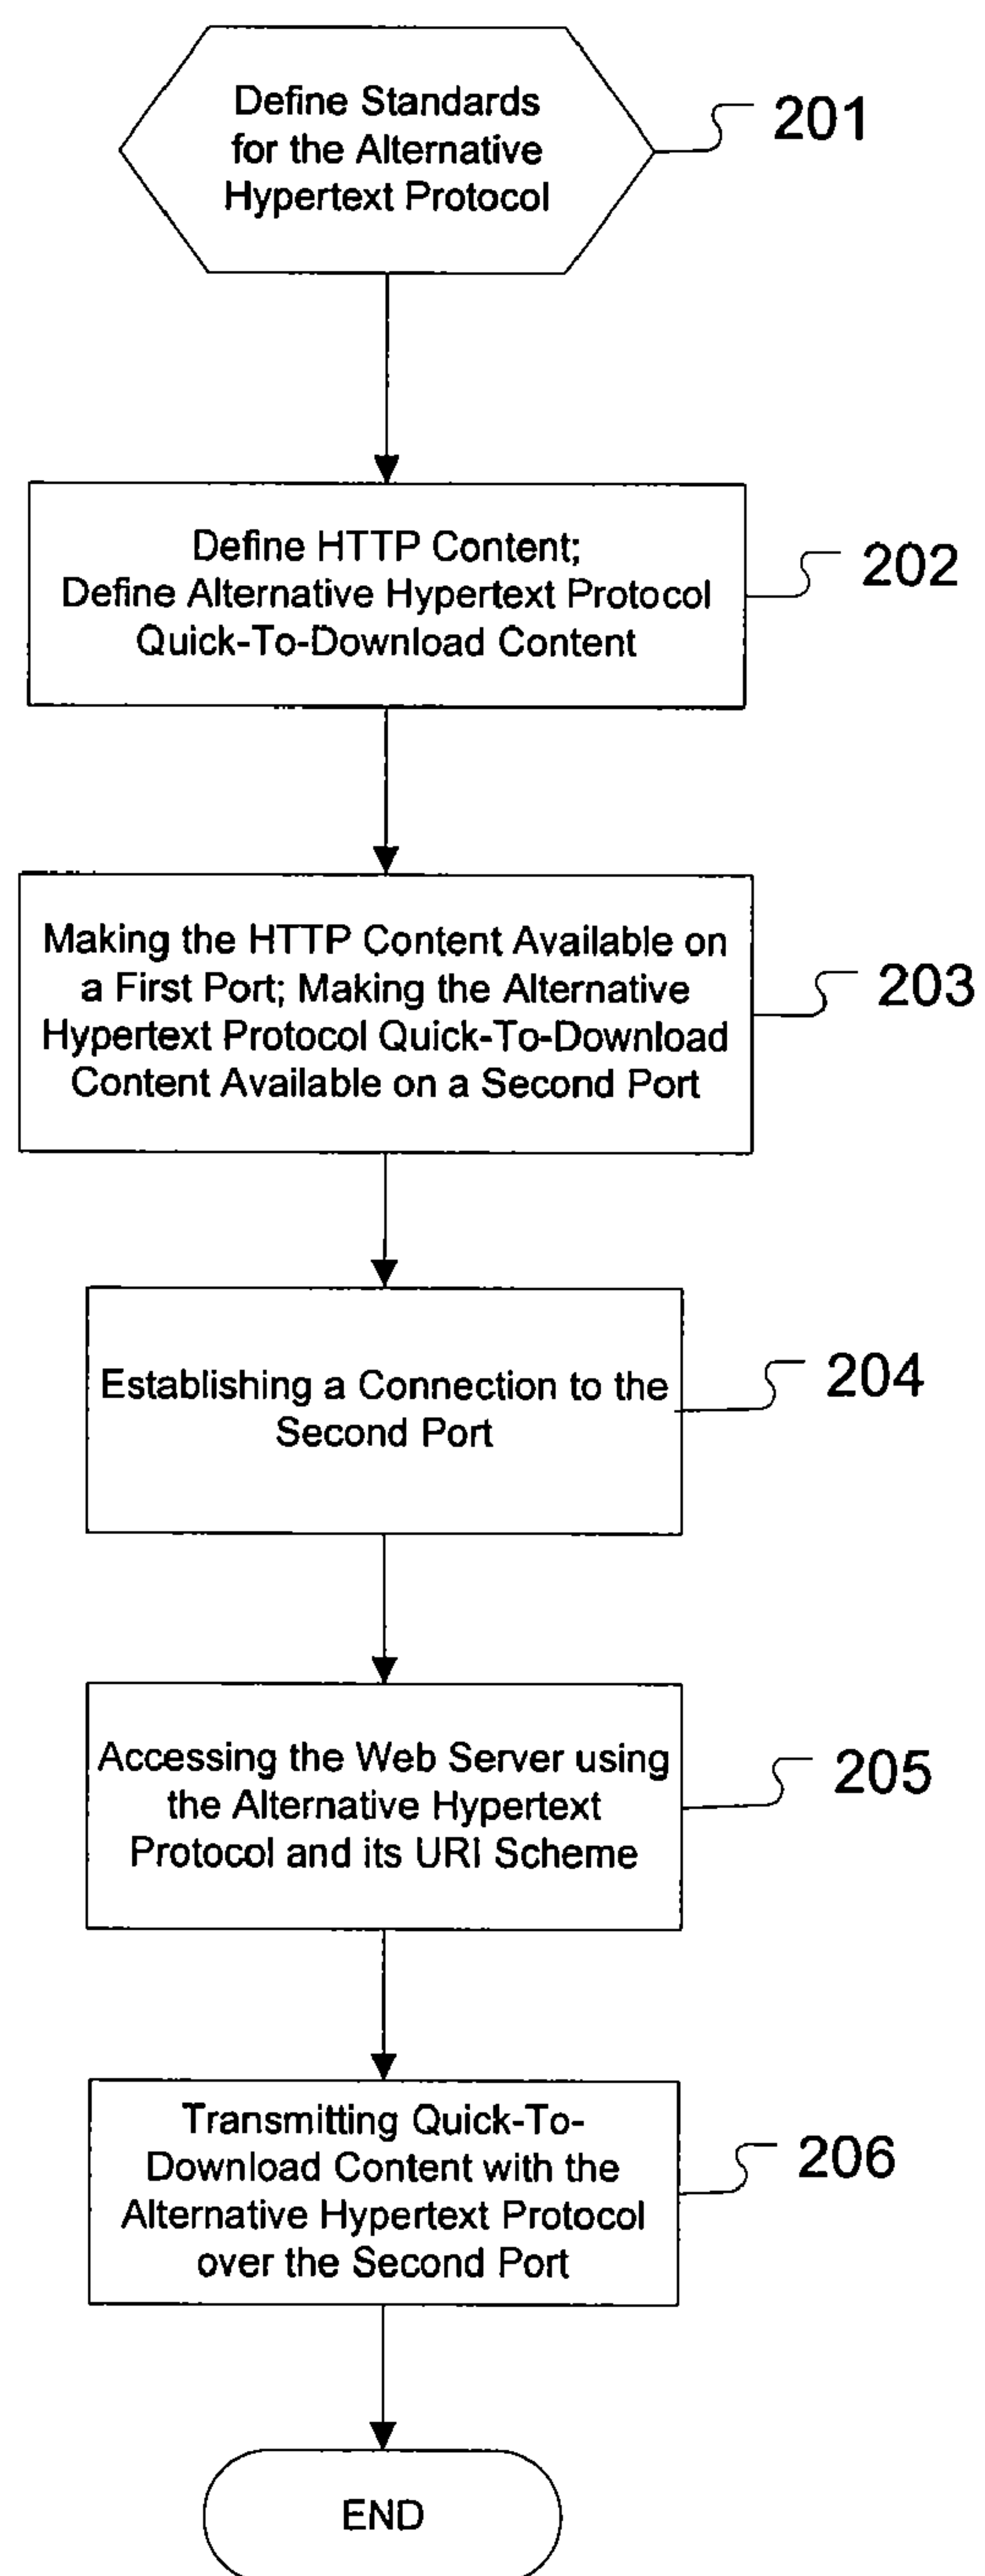 Define Standards
for the Alternative
Hypertext Protocol
201
Define HTTP Content;
Define Alternative Hypertext Protocol
Quick-To-Download Content
202
Making the HTTP Content Available on
a First Port; Making the Alternative
Hypertext Protocol Quick-To-Download
Content Available on a Second Port
203
Establishing a Connection to the
Second Port
204
Accessing the Web Server using
the Alternative Hypertext
Protocol and its URI Scheme
205
Transmitting Quick-To-
Download Content with the
Alternative Hypertext Protocol
over the Second Port
206
END